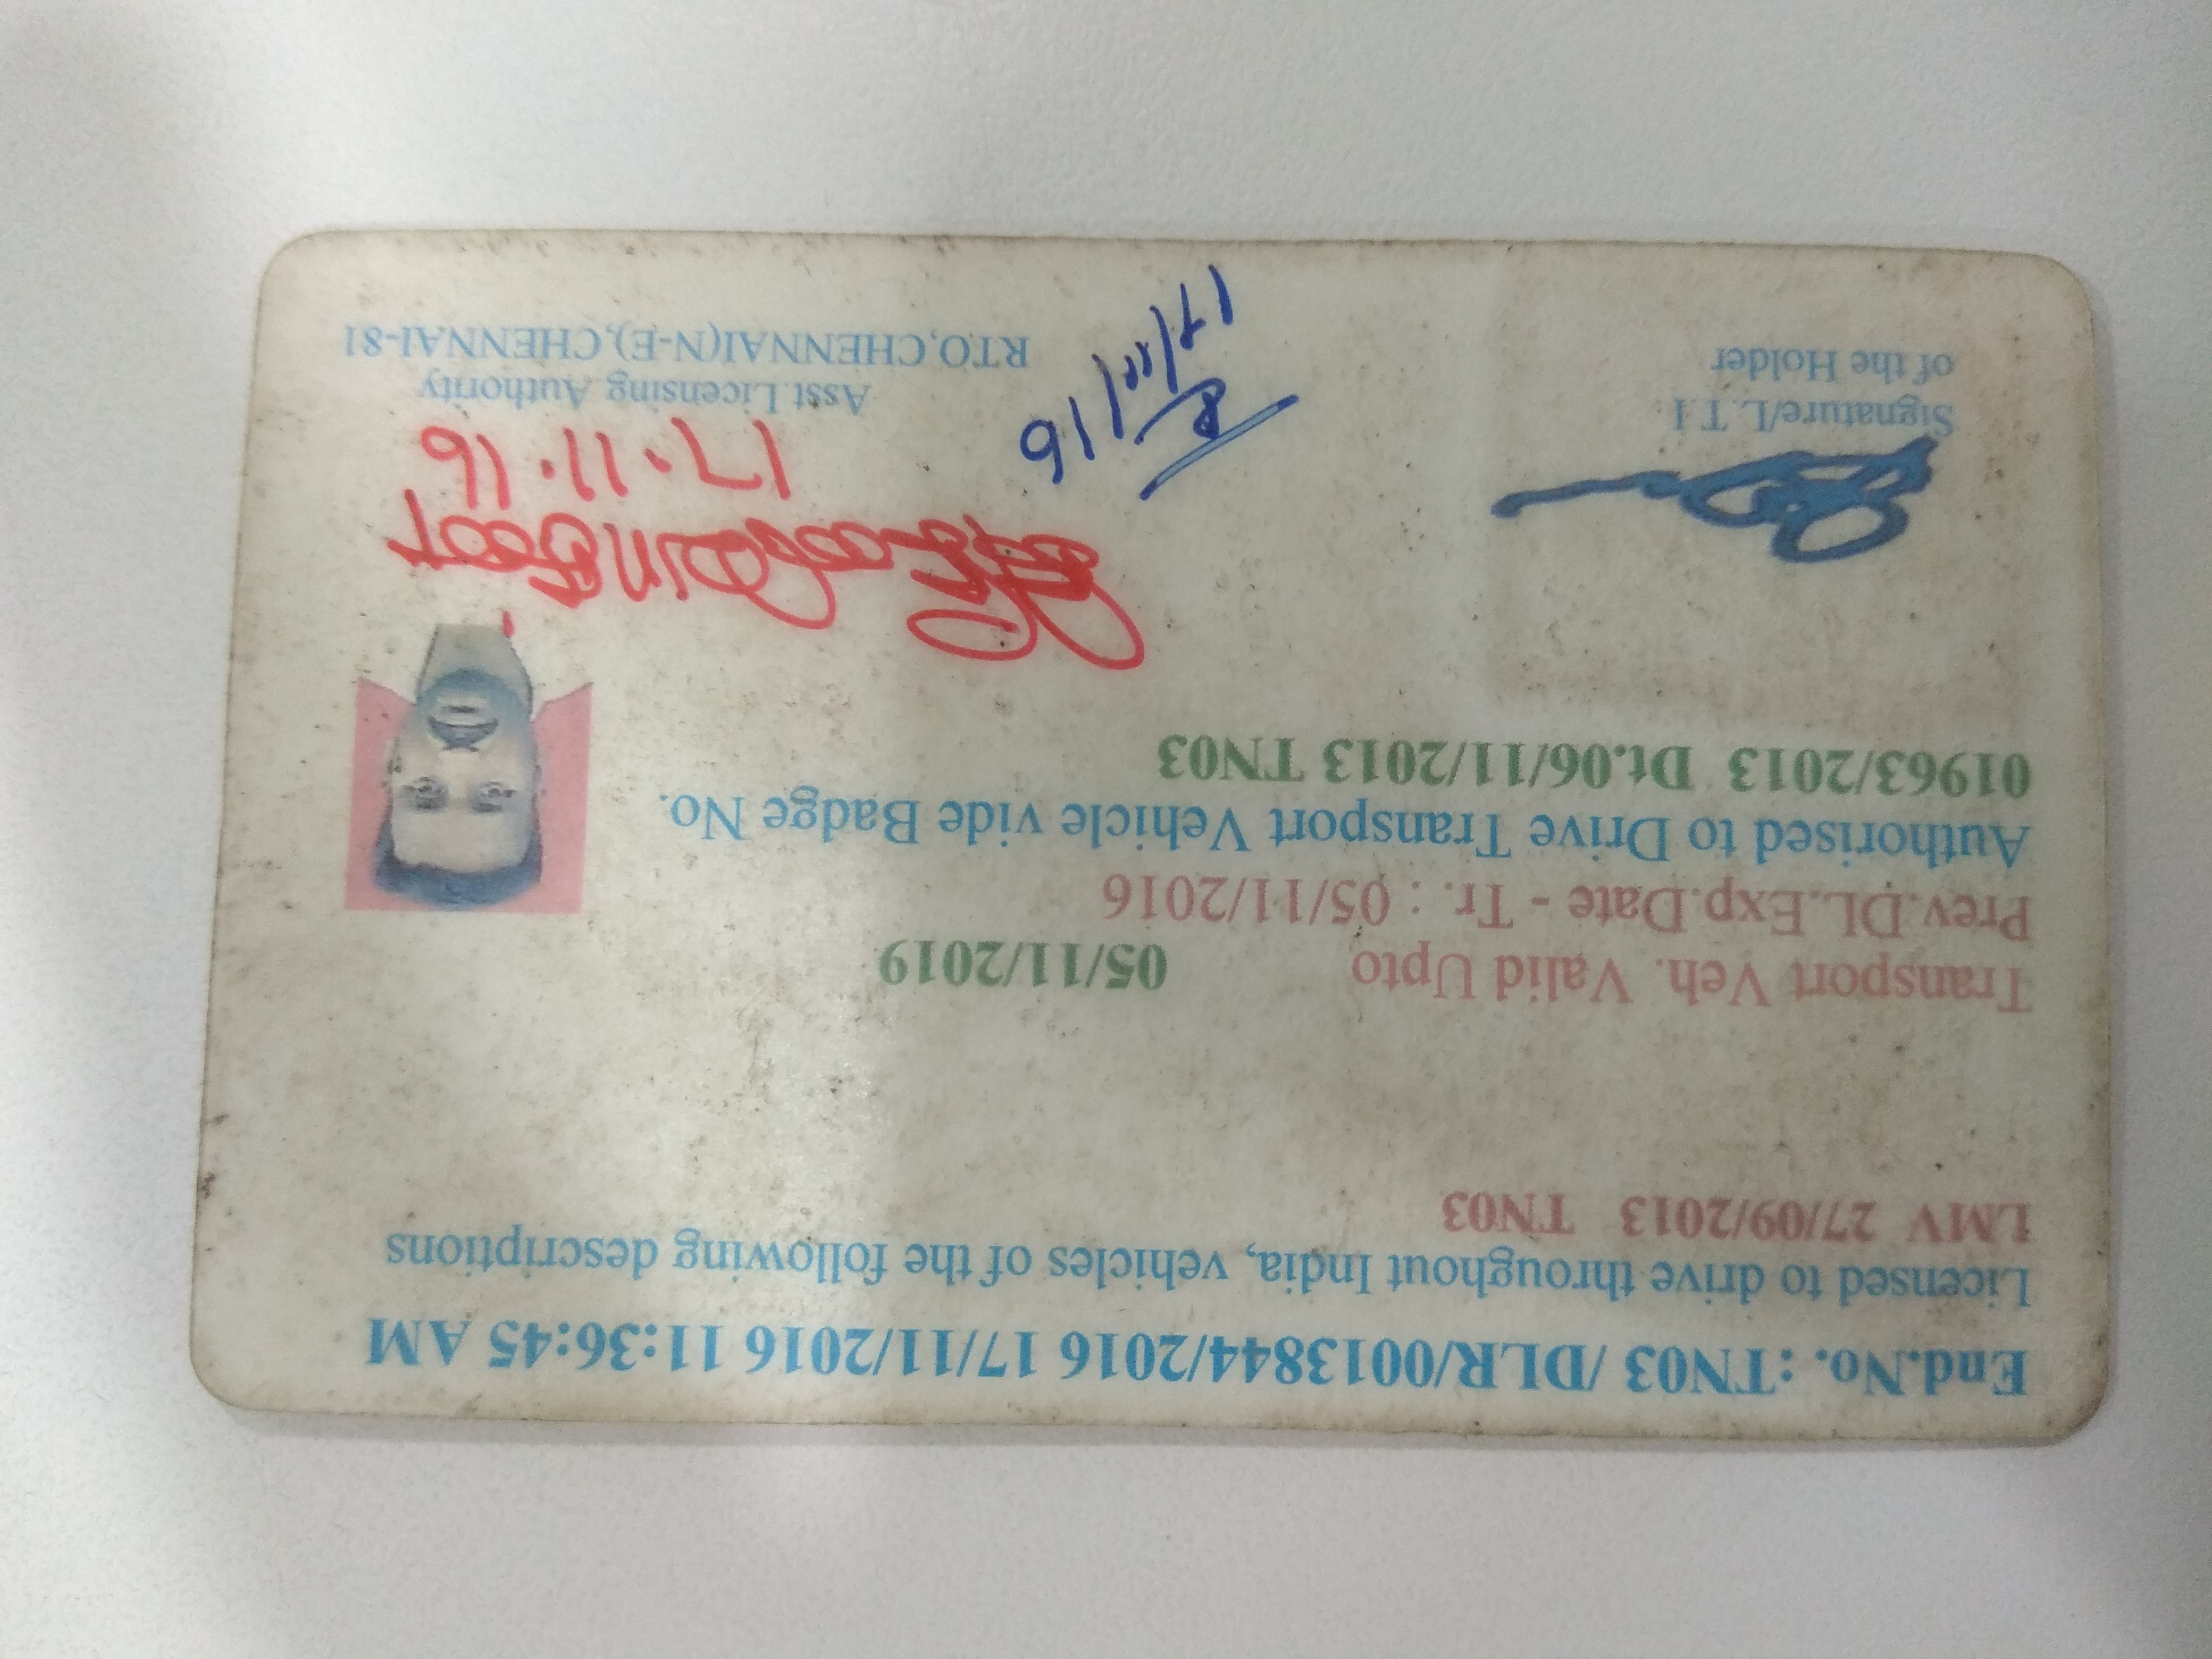 End.No. :TN03 /DLR/0013844/2016 17/11/2016 11:36:45 AM
Licensed to drive throughout India, vehicles of the following descriptions
LMV 27/09/2013 TN03
Transport Veh. Valid Upto 05/11/2019
Prev.DL.Exp.Date - Tr. : 05/11/2016
Authorised to Drive Transport Vehicle vide Badge No.
01963/2013 Dt.06/11/2013 TN03
17.11.16
17/11/16
Signature/L.T.I
of the Holder
Asst.Licensing Authority
RTO,CHENNAI(N-E),CHENNAI-81